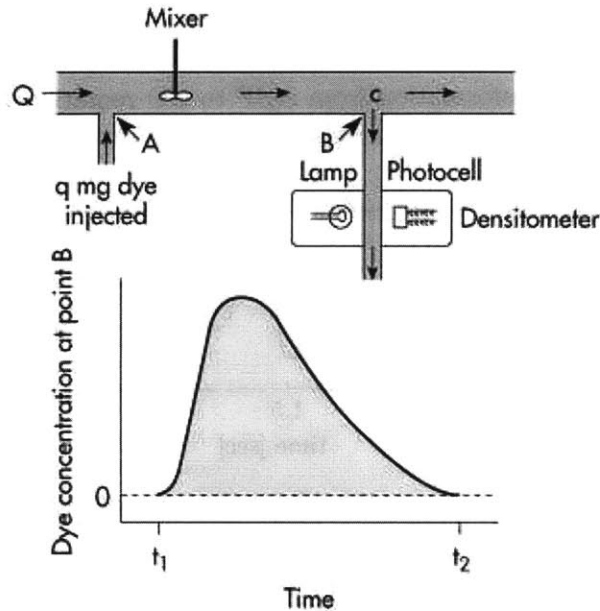 Mixer
Q
c
A
B
Lamp
Photocell
q mg dye
injected
Densitometer
Dye concentration at point B
0
t₁
t₂
Time